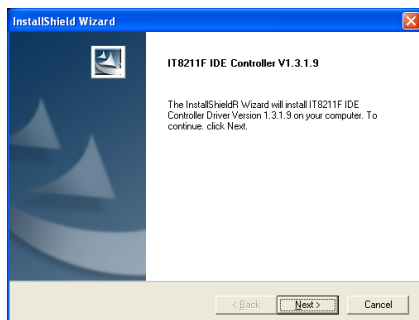 InstallShield Wizard
IT8211F IDE Controller V1.3.1.9
The InstallShieldR Wizard will install IT8211F IDE
Controller Driver Version 1.3.1.9 on your computer. To
continue. click Next.
< Back
Next >
Cancel